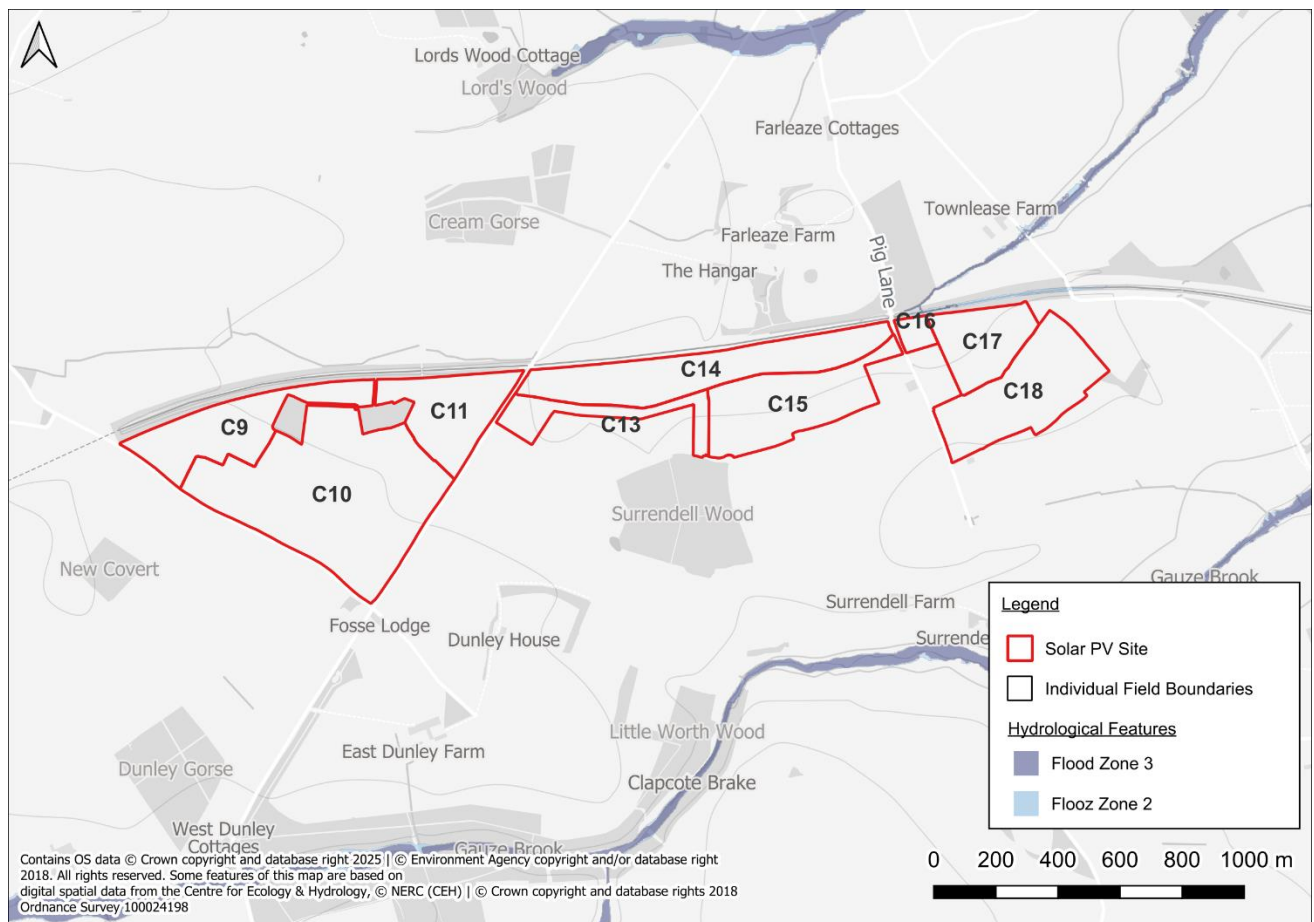 Lords Wood Cottage
Lord's Wood
Farleaze Cottages
Cream Gorse
Townlease Farm
Farleaze Farm
The Hangar
Pig Lane
C16
C17
C14
C18
C15
C11
C9
C13
C10
Surrendell Wood
New Covert
Gauze Brook
Surrendell Farm
Fosse Lodge
Dunley House
Surrende
Little Worth Wood
East Dunley Farm
Dunley Gorse
Clapcote Brake
West Dunley
Cottages
Gauze Brook
Legend
Solar PV Site
Individual Field Boundaries
Hydrological Features
Flood Zone 3
Flooz Zone 2
0 200 400 600 800 1000 m
Contains OS data © Crown copyright and database right 2025 | © Environment Agency copyright and/or database right
2018. All rights reserved. Some features of this map are based on
digital spatial data from the Centre for Ecology & Hydrology, © NERC (CEH) | © Crown copyright and database rights 2018
Ordnance Survey 100024198